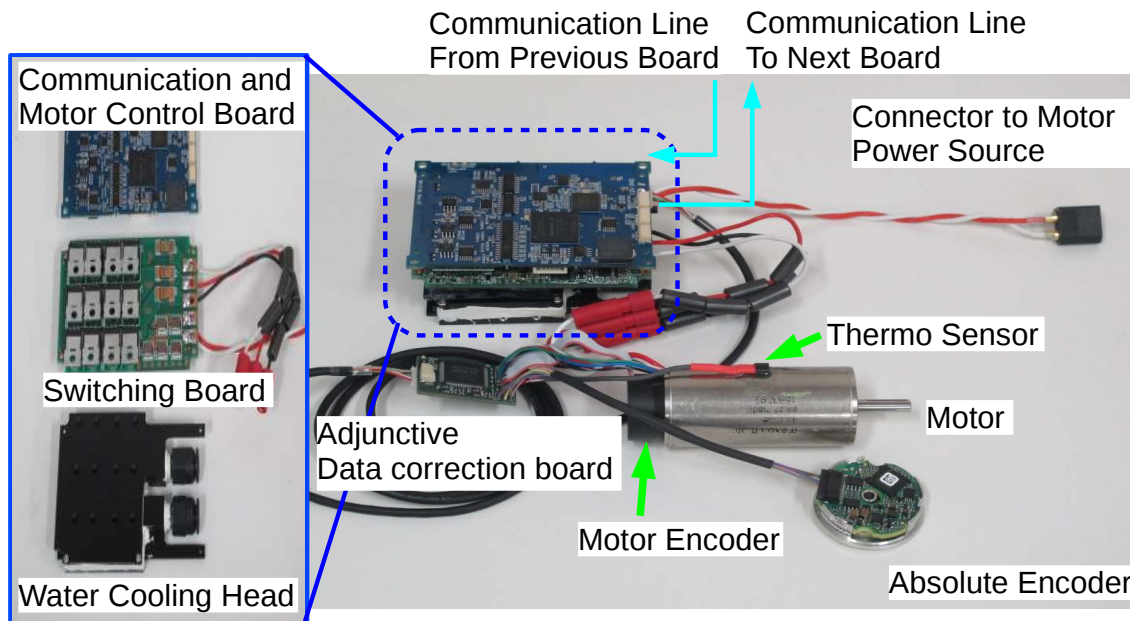 Communication Line
From Previous Board
Communication Line
To Next Board
Communication and
Motor Control Board
Connector to Motor
Power Source
Switching Board
Thermo Sensor
Motor
Adjunctive
Data correction board
Motor Encoder
Water Cooling Head
Absolute Encoder